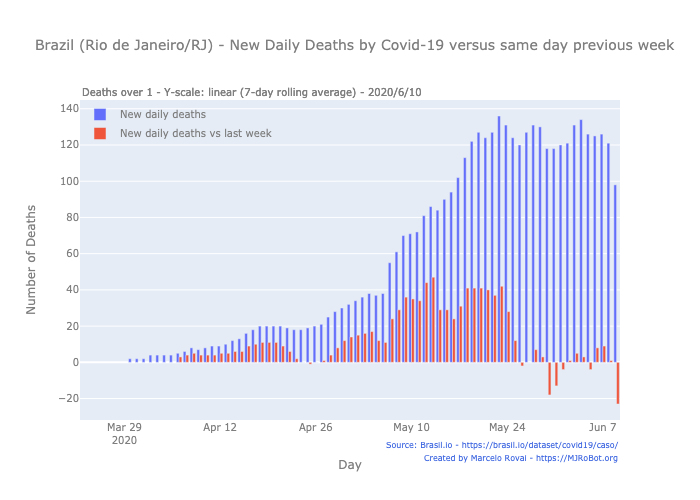 Brazil (Rio de Janeiro/RJ) - New Daily Deaths by Covid-19 versus same day previous week
Deaths over 1 - Y-scale: linear (7-day rolling average) - 2020/6/10
New daily deaths
New daily deaths vs last week
Number of Deaths
140
120
100
80
60
40
20
0
−20
Mar 29 Apr 12 Apr 26 May 10 May 24 Jun 7
2020
Source: Brasil.io - https://brasil.io/dataset/covid19/caso/
Created by Marcelo Rovai - https://MJRoBot.org
Day